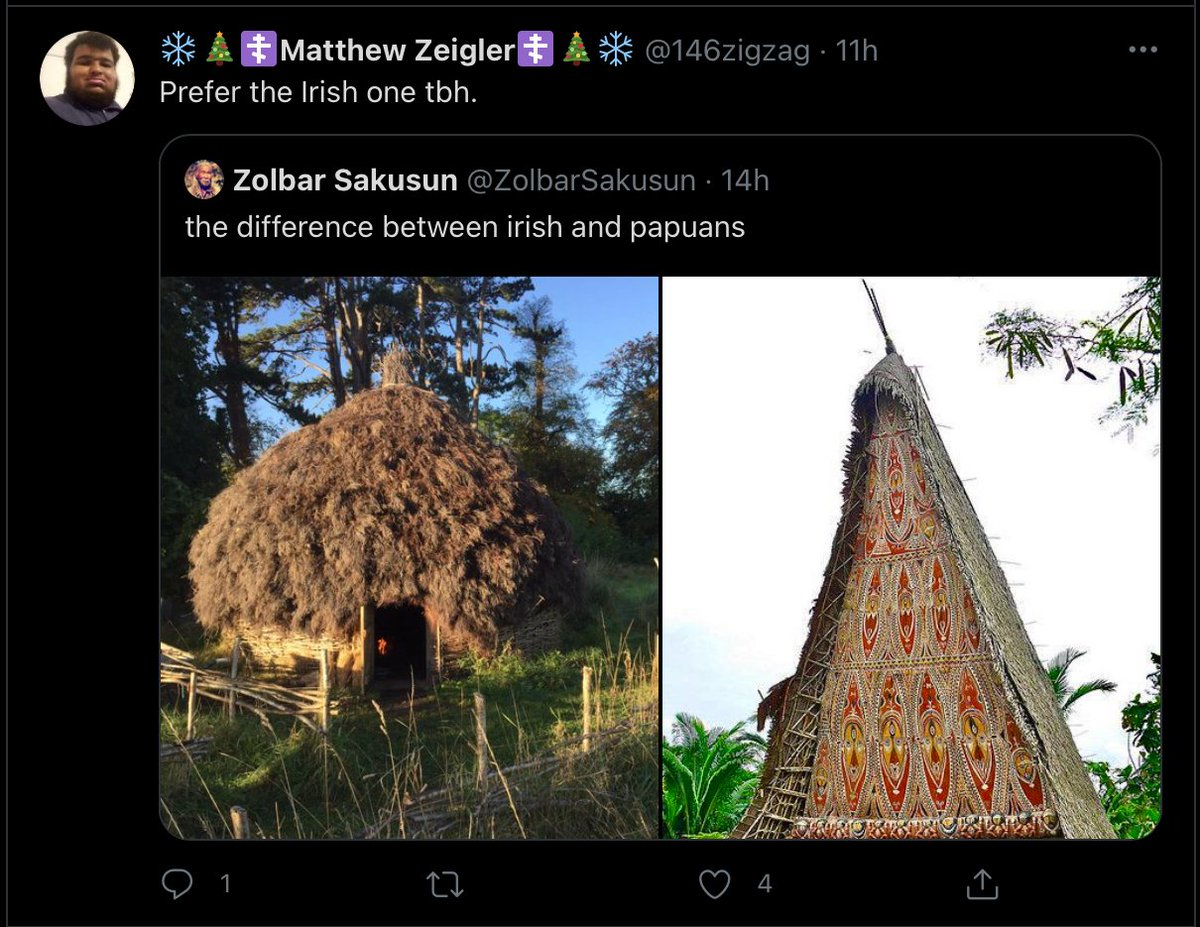 ❄️🎄☦️Matthew Zeigler☦️🎄❄️ @146zigzag · 11h
Prefer the Irish one tbh.
Zolbar Sakusun @ZolbarSakusun · 14h
the difference between irish and papuans
1 4